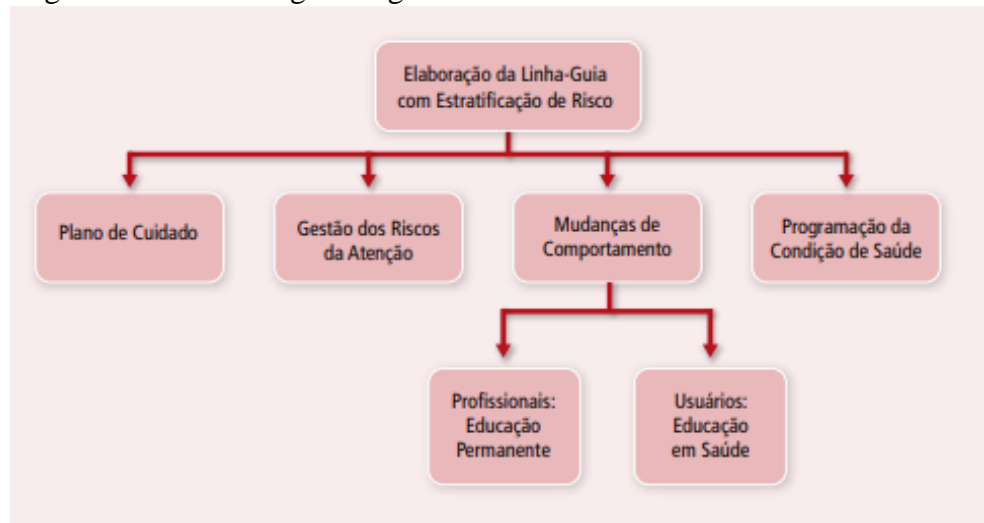 Elaboração da Linha-Guia
com Estratificação de Risco
Plano de Cuidado
Gestão dos Riscos
da Atenção
Mudanças de
Comportamento
Programação da
Condição de Saúde
Profissionais:
Educação
Permanente
Usuários:
Educação
em Saúde